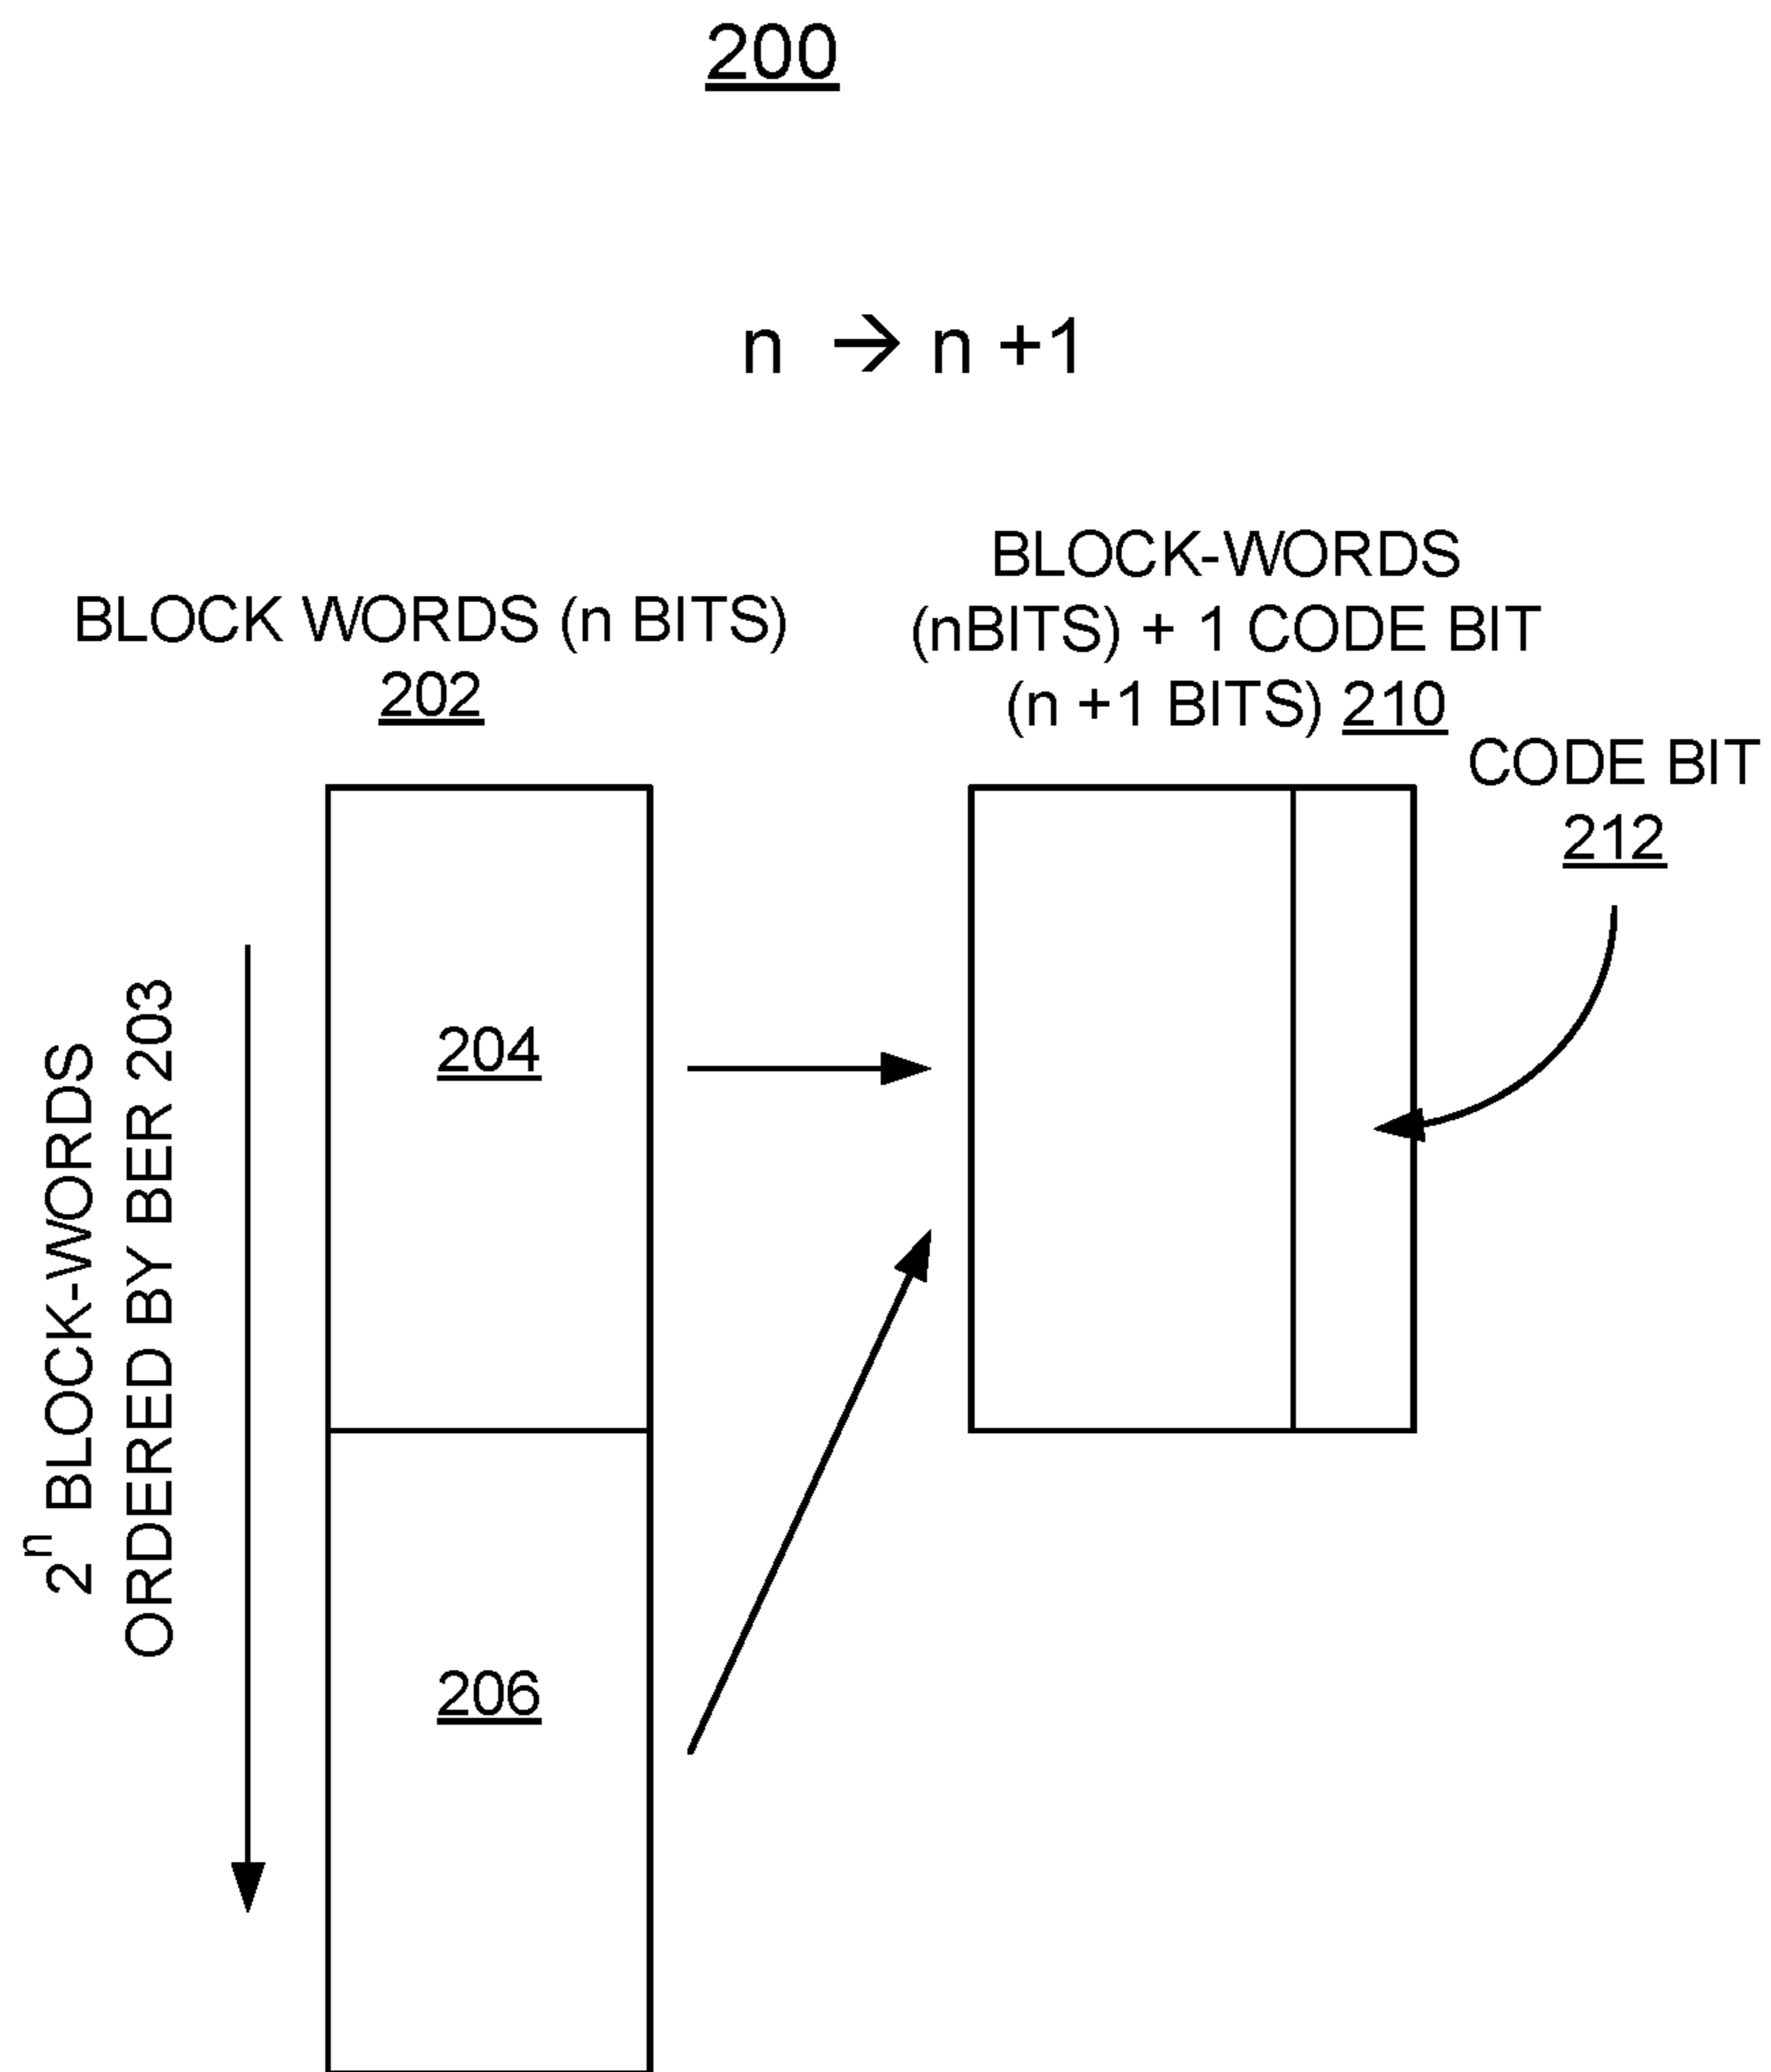 200
n → n +1
BLOCK WORDS (n BITS)
202
BLOCK-WORDS
(nBITS) + 1 CODE BIT
(n +1 BITS) 210
CODE BIT
212
2ⁿ BLOCK-WORDS
ORDERED BY BER 203
204
206